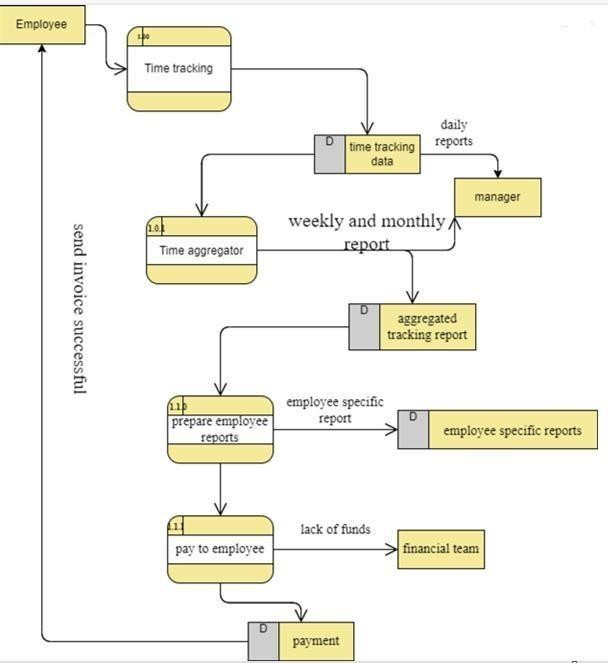 Employee
1.00
Time tracking
D
time tracking
data
daily
reports
manager
1.0.1
Time aggregator
weekly and monthly
report
send invoice successful
D
aggregated
tracking report
1.1.0
prepare employee
reports
employee specific
report
D
employee specific reports
1.1.1
pay to employee
lack of funds
financial team
D
payment